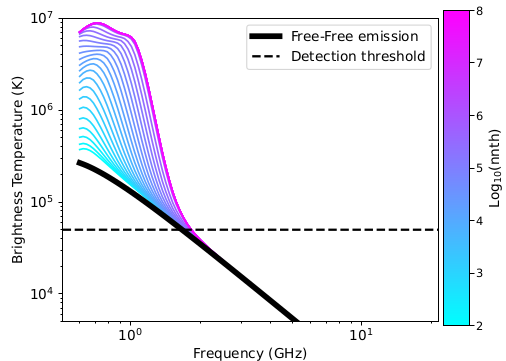 Free-Free emission
Detection threshold
Brightness Temperature (K)
10⁷
10⁶
10⁵
10⁴
10⁰
10¹
Frequency (GHz)
8
7
6
5
4
3
2
Log₁₀(nnth)